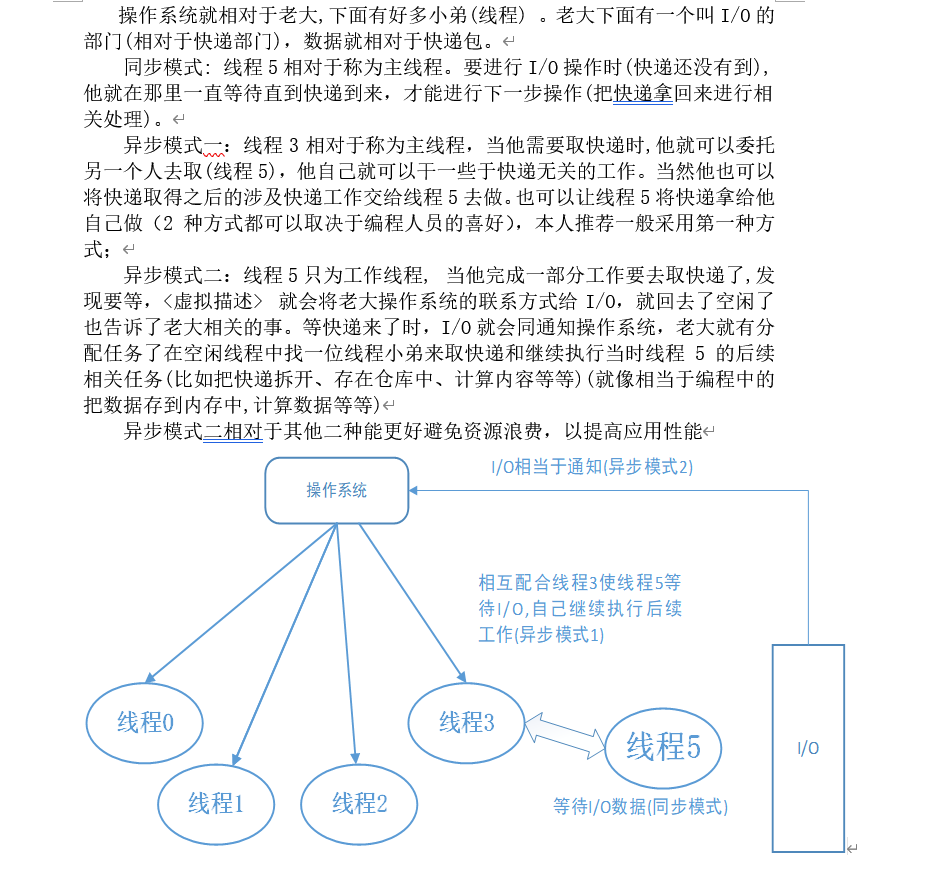 操作系统就相对于老大,下面有好多小弟(线程) 。老大下面有一个叫 I/O 的
部门(相对于快递部门)，数据就相对于快递包。
同步模式: 线程 5 相对于称为主线程。要进行 I/O 操作时(快递还没有到),
他就在那里一直等待直到快递到来，才能进行下一步操作(把快递拿回来进行相
关处理)。
异步模式一: 线程 3 相对于称为主线程，当他需要取快递时,他就可以委托
另一个人去取(线程 5)，他自己就可以干一些于快递无关的工作。当然他也可以
将快递取得之后的涉及快递工作交给线程 5 去做。也可以让线程 5 将快递拿给他
自己做（2 种方式都可以取决于编程人员的喜好)，本人推荐一般采用第一种方
式；
异步模式二: 线程 5 只为工作线程, 当他完成一部分工作要去取快递了,发
现要等，<虚拟描述> 就会将老大操作系统的联系方式给 I/O，就回去了空闲了
也告诉了老大相关的事。等快递来了时，I/O 就会同通知操作系统，老大就有分
配任务了在空闲线程中找一位线程小弟来取快递和继续执行当时线程 5 的后续
相关任务(比如把快递拆开、存在仓库中、计算内容等等)(就像相当于编程中的
把数据存到内存中,计算数据等等)
异步模式二相对于其他二种能更好避免资源浪费，以提高应用性能
I/O相当于通知(异步模式2)
操作系统
相互配合线程3使线程5等
待I/O,自己继续执行后续
工作(异步模式1)
线程0
线程3
线程5
I/O
线程1
线程2
等待I/O数据(同步模式)